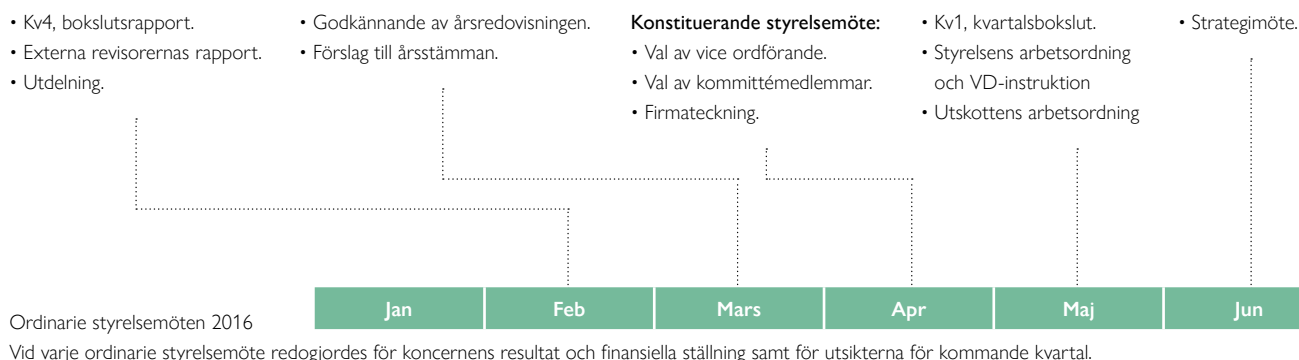 • Kv4, bokslutsrapport.
• Externa revisorernas rapport.
• Utdelning.
• Godkännande av årsredovisningen.
• Förslag till årsstämman.
Konstituerande styrelsemöte:
• Val av vice ordförande.
• Val av kommittémedlemmar.
• Firmateckning.
• Kv1, kvartalsbokslut.
• Styrelsens arbetsordning
och VD-instruktion
• Utskottens arbetsordning
• Strategimöte.
Jan Feb Mars Apr Maj Jun
Ordinarie styrelsemöten 2016
Vid varje ordinarie styrelsemöte redogjordes för koncernens resultat och finansiella ställning samt för utsikterna för kommande kvartal.